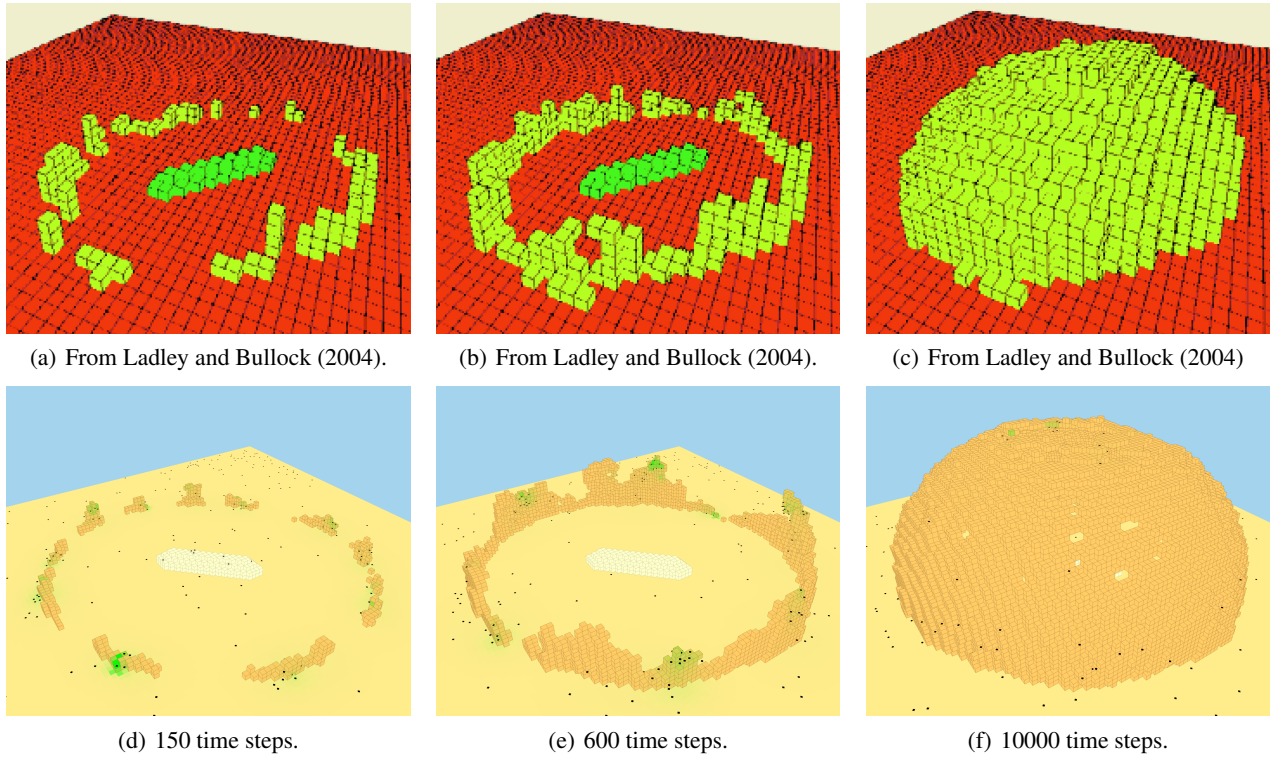 (a) From Ladley and Bullock (2004).
(b) From Ladley and Bullock (2004).
(c) From Ladley and Bullock (2004)
(d) 150 time steps.
(e) 600 time steps.
(f) 10000 time steps.